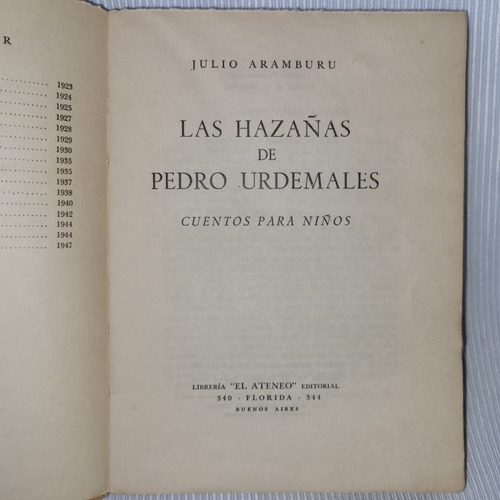 R
1923
1924
1925
1927
1928
1929
1930
1935
1935
1937
1938
1940
1942
1944
1944
1947
JULIO ARAMBURU
LAS HAZAÑAS
DE
PEDRO URDEMALES
CUENTOS PARA NIÑOS
LIBRERÍA "EL ATENEO" EDITORIAL
340 - FLORIDA - 344
BUENOS AIRES